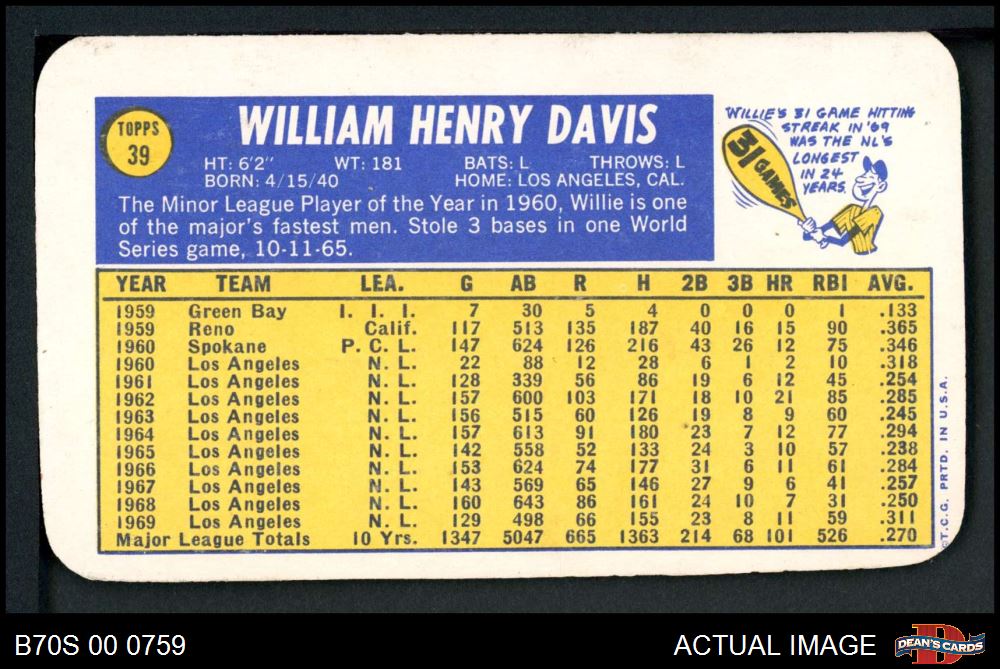 TOPPS
39
WILLIAM HENRY DAVIS
HT: 6'2" WT: 181 BATS: L THROWS: L
BORN: 4/15/40 HOME: LOS ANGELES, CAL.
The Minor League Player of the Year in 1960, Willie is one
of the major's fastest men. Stole 3 bases in one World
Series game, 10-11-65.
WILLIE'S 31 GAME HITTING
STREAK IN '69
WAS THE NL'S
LONGEST
IN 24
YEARS
31 GAMES
YEAR TEAM LEA. G AB R H 2B 3B HR RBI AVG.
1959 Green Bay I. I. I. 7 30 5 4 0 0 0 1 .133
1959 Reno Calif. 117 513 135 187 40 16 15 90 .365
1960 Spokane P. C. L. 147 624 126 216 43 26 12 75 .346
1960 Los Angeles N. L. 22 88 12 28 6 1 2 10 .318
1961 Los Angeles N. L. 128 339 56 86 19 6 12 45 .254
1962 Los Angeles N. L. 157 600 103 171 18 10 21 85 .285
1963 Los Angeles N. L. 156 515 60 126 19 8 9 60 .245
1964 Los Angeles N. L. 157 613 91 180 23 7 12 77 .294
1965 Los Angeles N. L. 142 558 52 133 24 3 10 57 .238
1966 Los Angeles N. L. 153 624 74 177 31 6 11 61 .284
1967 Los Angeles N. L. 143 569 65 146 27 9 6 41 .257
1968 Los Angeles N. L. 160 643 86 161 24 10 7 31 .250
1969 Los Angeles N. L. 129 498 66 155 23 8 11 59 .311
Major League Totals 10 Yrs. 1347 5047 665 1363 214 68 101 526 .270
©T.C.G. PRTD. IN U.S.A.
B70S 00 0759
ACTUAL IMAGE
D
DEAN'S CARDS